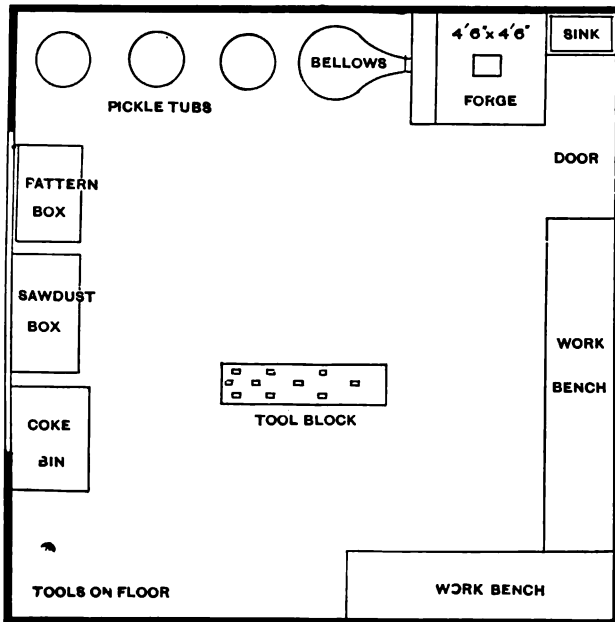 4'6" x 4'6"
SINK
BELLOWS
PICKLE TUBS
FORGE
DOOR
PATTERN
BOX
SAWDUST
BOX
WORK
BENCH
TOOL BLOCK
COKE
BIN
TOOLS ON FLOOR
WORK BENCH